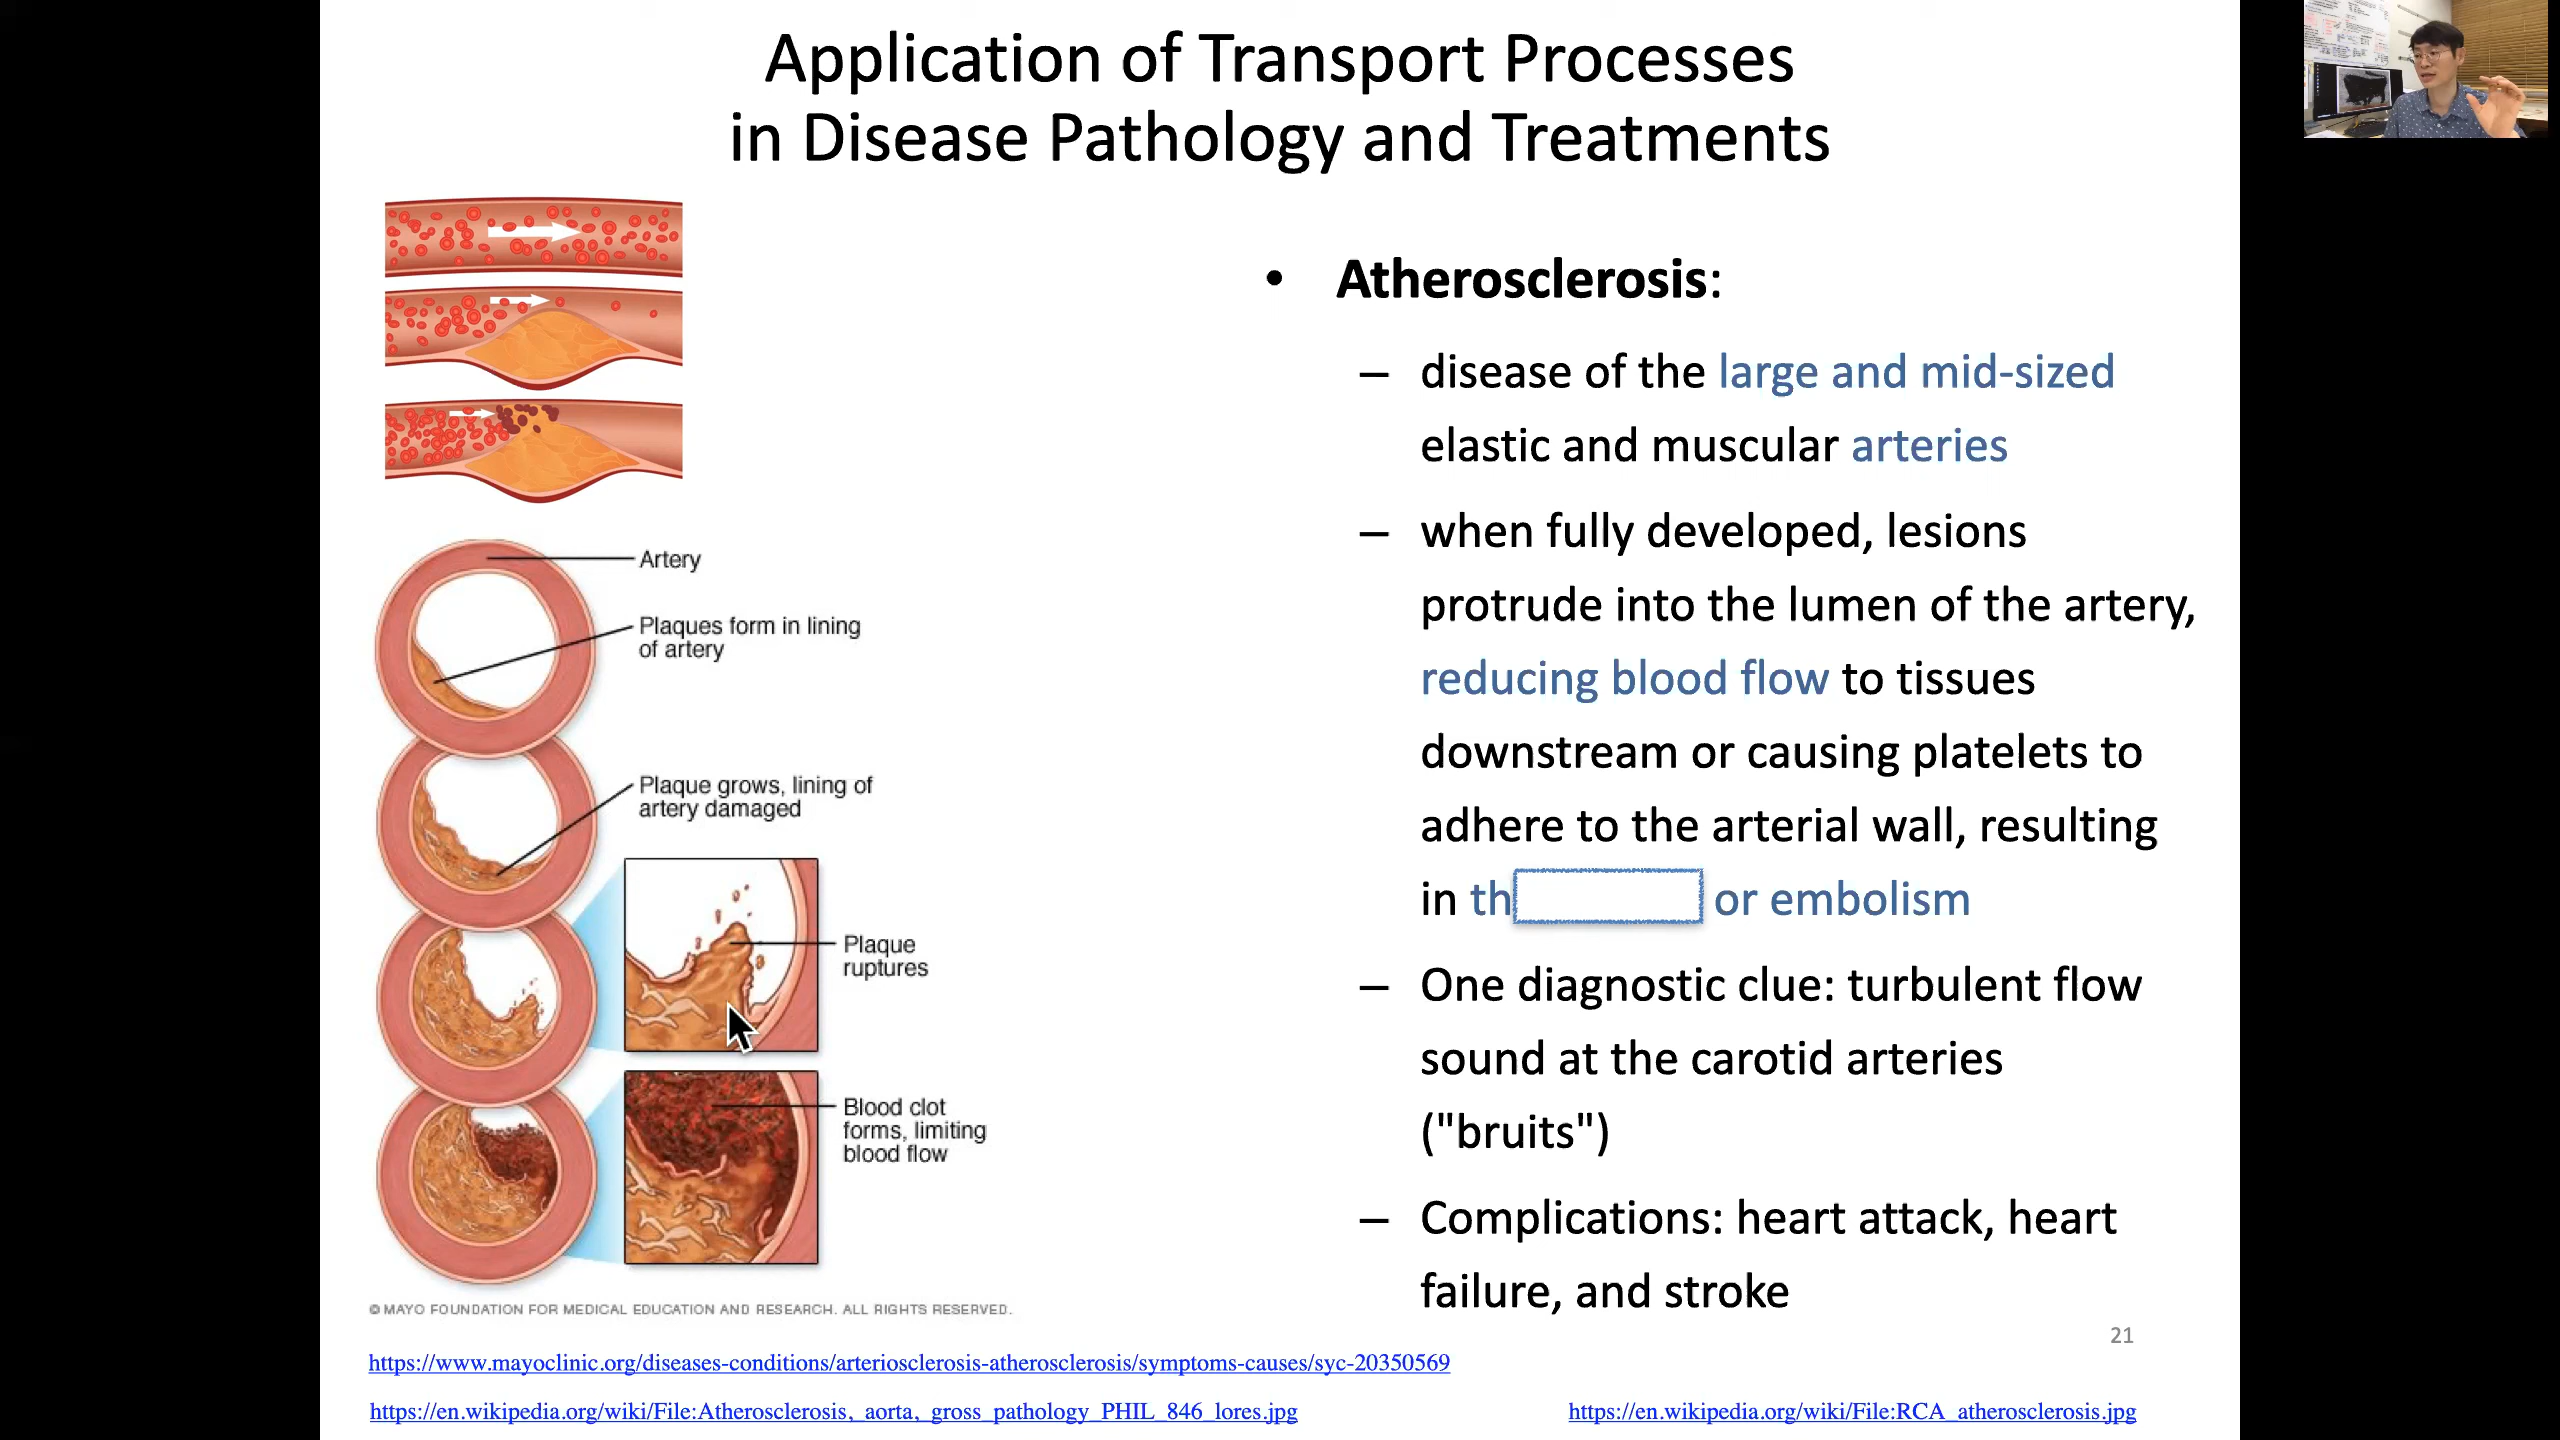 Application of Transport Processes
in Disease Pathology and Treatments
Artery
Plaques form in lining
of artery
Plaque grows, lining of
artery damaged
Plaque
ruptures
Blood clot
forms, limiting
blood flow
© MAYO FOUNDATION FOR MEDICAL EDUCATION AND RESEARCH. ALL RIGHTS RESERVED.
• Atherosclerosis:
– disease of the large and mid-sized
elastic and muscular arteries
– when fully developed, lesions
protrude into the lumen of the artery,
reducing blood flow to tissues
downstream or causing platelets to
adhere to the arterial wall, resulting
in th or embolism
– One diagnostic clue: turbulent flow
sound at the carotid arteries
("bruits")
– Complications: heart attack, heart
failure, and stroke
21
https://www.mayoclinic.org/diseases-conditions/arteriosclerosis-atherosclerosis/symptoms-causes/syc-20350569
https://en.wikipedia.org/wiki/File:Atherosclerosis,_aorta,_gross_pathology_PHIL_846_lores.jpg
https://en.wikipedia.org/wiki/File:RCA_atherosclerosis.jpg